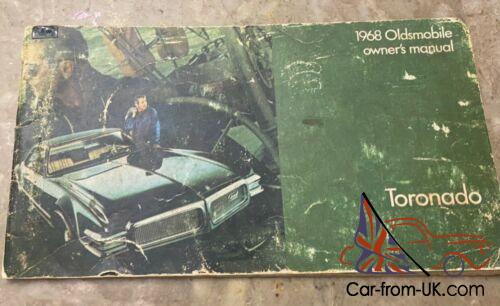 1968 Oldsmobile
owner's manual
Toronado
Car-from-UK.com